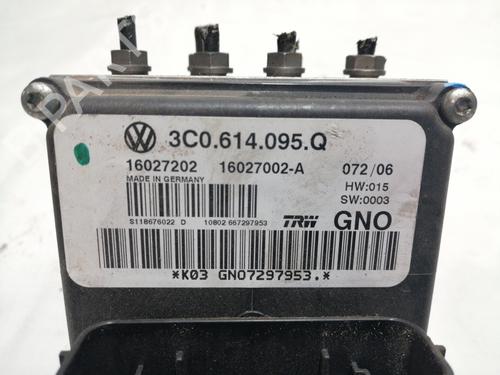 3C0.614.095.Q
16027202 16027002-A 072/06
MADE IN GERMANY HW:015
SW:0003
S118676022 D 10802 667297953 TRW GNO
*K03 GNO7297953.*